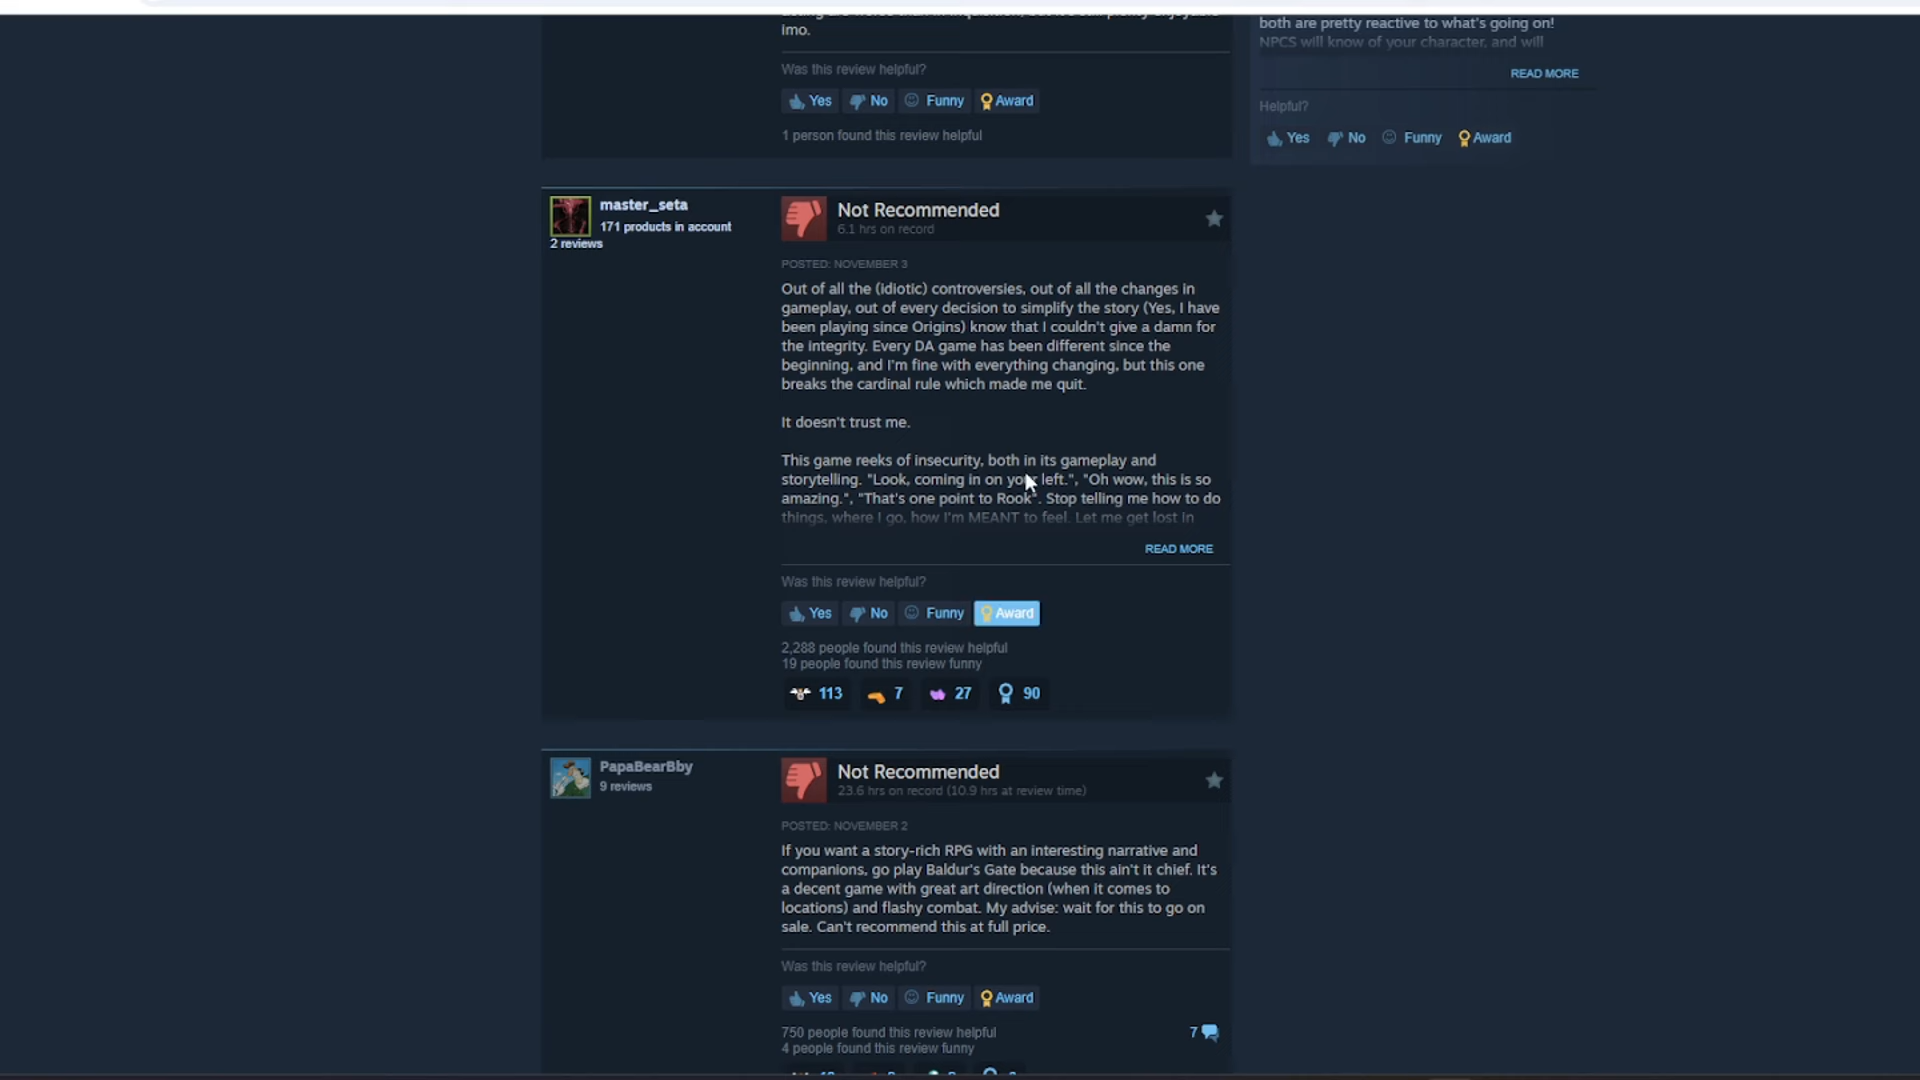 imo.
Was this review helpful?
Yes No Funny Award
1 person found this review helpful
both are pretty reactive to what's going on!
NPCS will know of your character, and will
READ MORE
Helpful?
Yes No Funny Award
master_seta
171 products in account
2 reviews
Not Recommended
6.1 hrs on record
POSTED: NOVEMBER 3
Out of all the (idiotic) controversies, out of all the changes in
gameplay, out of every decision to simplify the story (Yes, I have
been playing since Origins) know that I couldn't give a damn for
the integrity. Every DA game has been different since the
beginning, and I'm fine with everything changing, but this one
breaks the cardinal rule which made me quit.
It doesn't trust me.
This game reeks of insecurity, both in its gameplay and
storytelling. "Look, coming in on your left.", "Oh wow, this is so
amazing.", "That's one point to Rook". Stop telling me how to do
things, where I go, how I'm MEANT to feel. Let me get lost in
READ MORE
Was this review helpful?
Yes No Funny Award
2,288 people found this review helpful
19 people found this review funny
113 7 27 90
PapaBearBby
9 reviews
Not Recommended
23.6 hrs on record (10.9 hrs at review time)
POSTED: NOVEMBER 2
If you want a story-rich RPG with an interesting narrative and
companions, go play Baldur's Gate because this ain't it chief. It's
a decent game with great art direction (when it comes to
locations) and flashy combat. My advise: wait for this to go on
sale. Can't recommend this at full price.
Was this review helpful?
Yes No Funny Award
750 people found this review helpful
7
4 people found this review funny